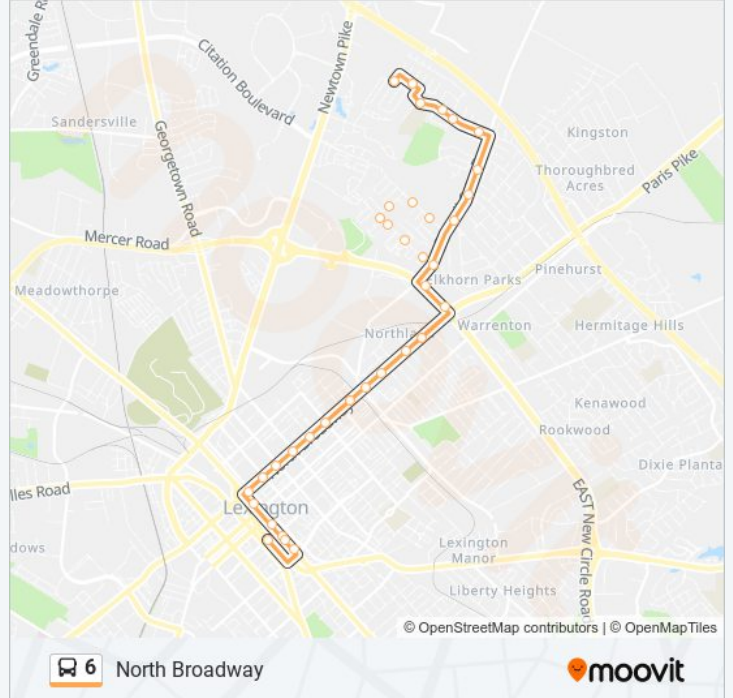 Greendale R
Citation Boulevard
Newtown Pike
Sandersville
Georgetown Road
Kingston
Thoroughbred
Acres
Paris Pike
Mercer Road
Elkhorn Parks
Pinehurst
Meadowthorpe
Northla
Warrenton
Hermitage Hills
Kenawood
Rookwood
Dixie Planta
lles Road
Lexington
EAST New Circle Road
dows
Lexington
Manor
Liberty Heights
© OpenStreetMap contributors | © OpenMapTiles
6 North Broadway
moovit